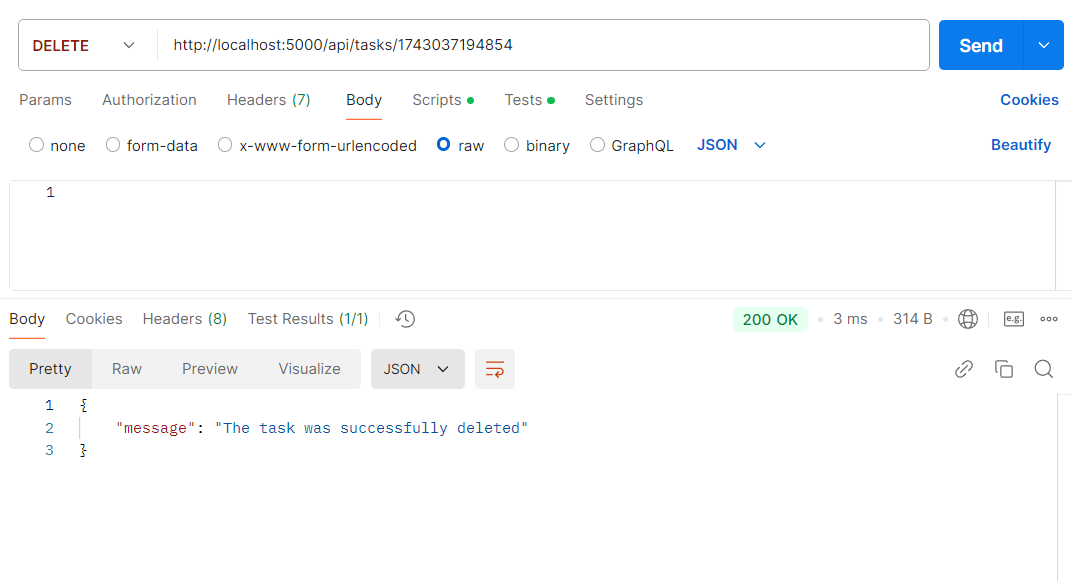 DELETE http://localhost:5000/api/tasks/1743037194854 Send
Params Authorization Headers (7) Body Scripts Tests Settings Cookies
none form-data x-www-form-urlencoded raw binary GraphQL JSON Beautify
1
Body Cookies Headers (8) Test Results (1/1) 200 OK 3 ms 314 B e.g.
Pretty Raw Preview Visualize JSON
1 {
2 "message": "The task was successfully deleted"
3 }